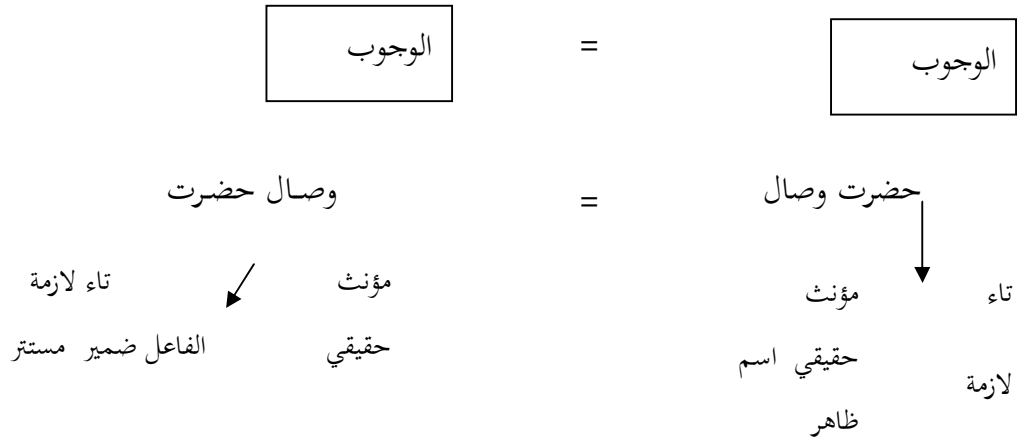 الوجوب = الوجوب
حضرت وصال = وصال حضرت
تاء مؤنث مؤنث تاء لازمة
لازمة حقيقي اسم حقيقي الفاعل ضمير مستتر
ظاهر